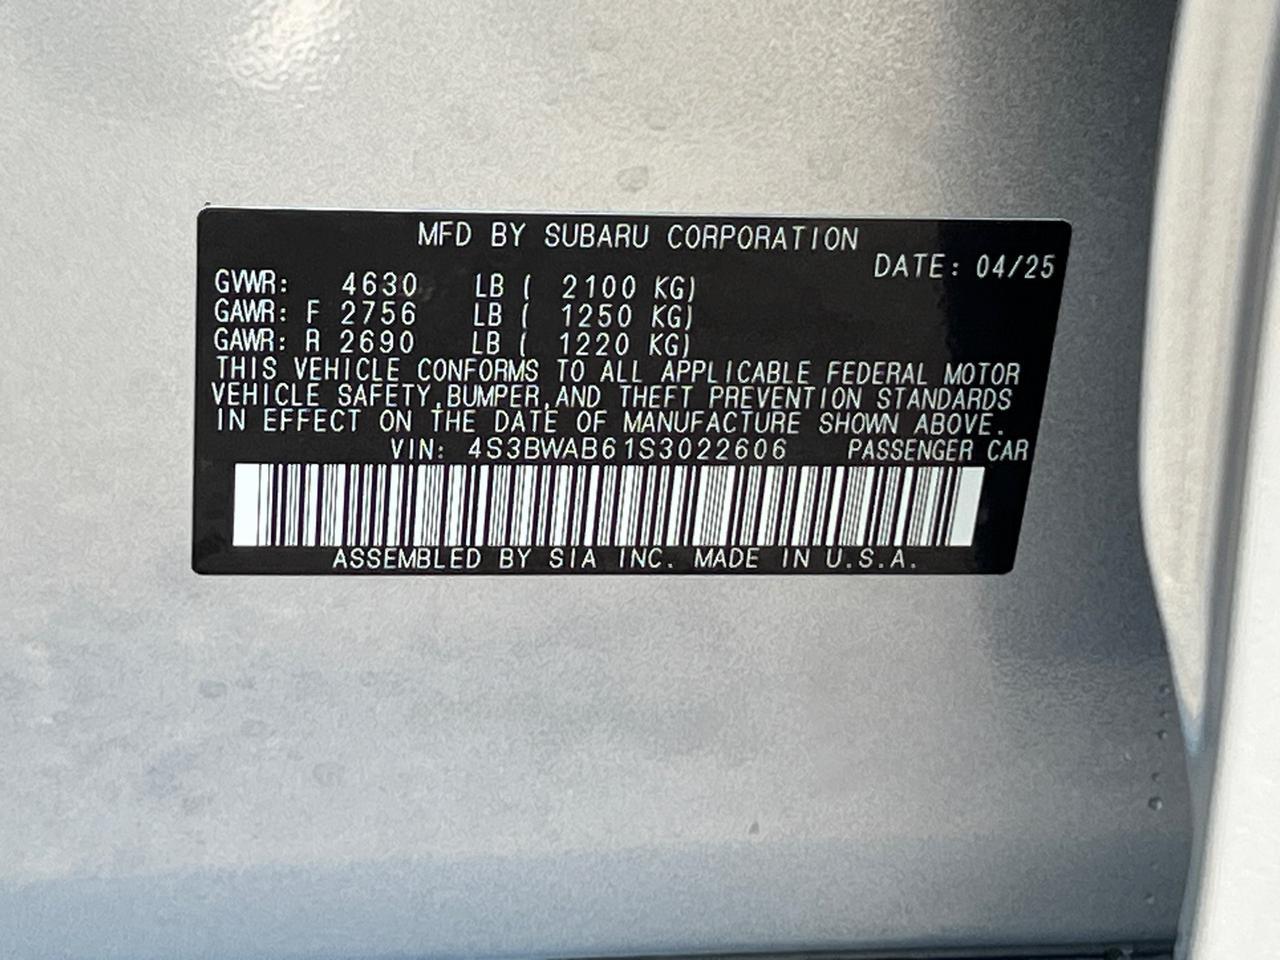 MFD BY SUBARU CORPORATION
DATE: 04/25
GVWR: 4630 LB ( 2100 KG)
GAWR: F 2756 LB ( 1250 KG)
GAWR: R 2690 LB ( 1220 KG)
THIS VEHICLE CONFORMS TO ALL APPLICABLE FEDERAL MOTOR
VEHICLE SAFETY,BUMPER,AND THEFT PREVENTION STANDARDS
IN EFFECT ON THE DATE OF MANUFACTURE SHOWN ABOVE.
VIN: 4S3BWAB61S3022606 PASSENGER CAR
ASSEMBLED BY SIA INC. MADE IN U.S.A.